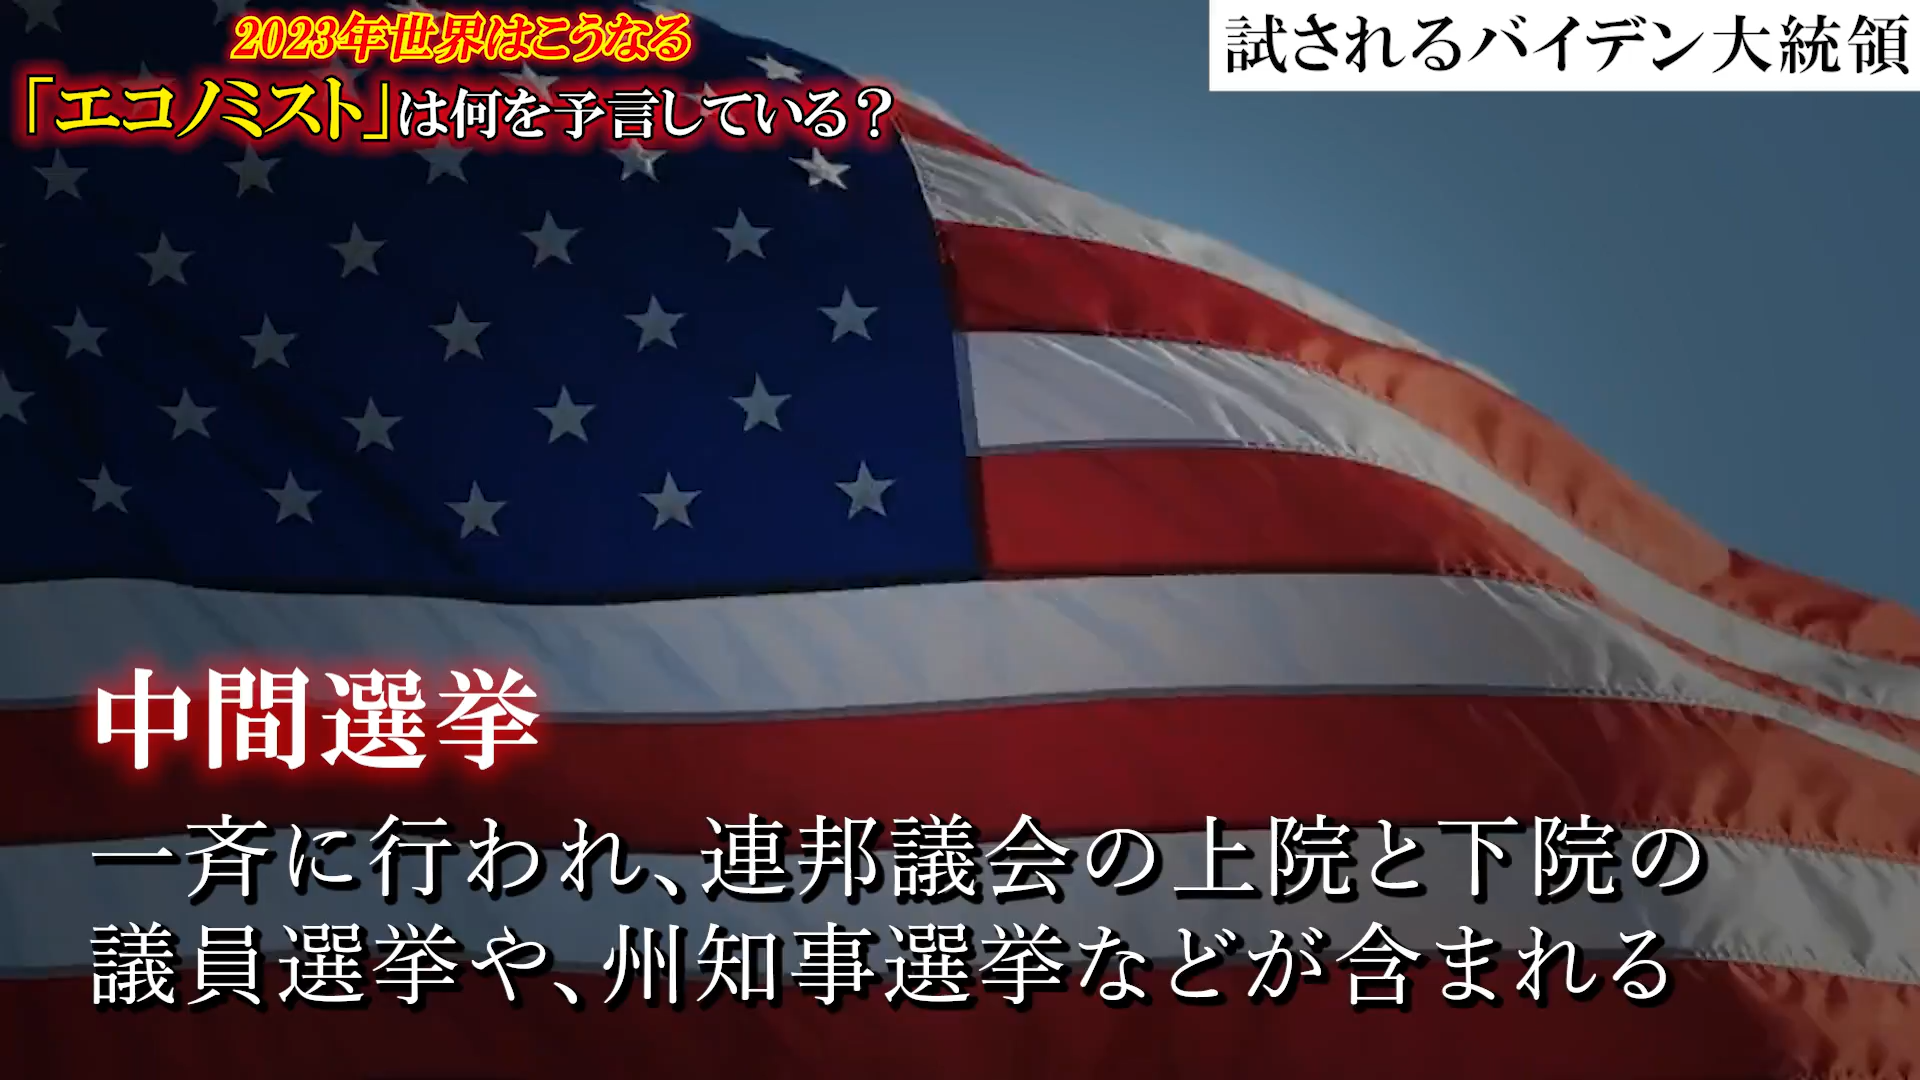 2023年世界はこうなる
「エコノミスト」は何を予言している？
試されるバイデン大統領
中間選挙
一斉に行われ、連邦議会の上院と下院の
議員選挙や、州知事選挙などが含まれる